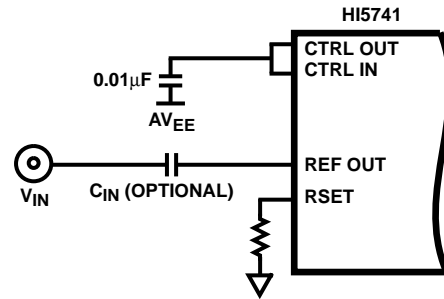 HI5741
CTRL OUT
CTRL IN
0.01µF
AVEE
REF OUT
VIN
CIN (OPTIONAL)
RSET